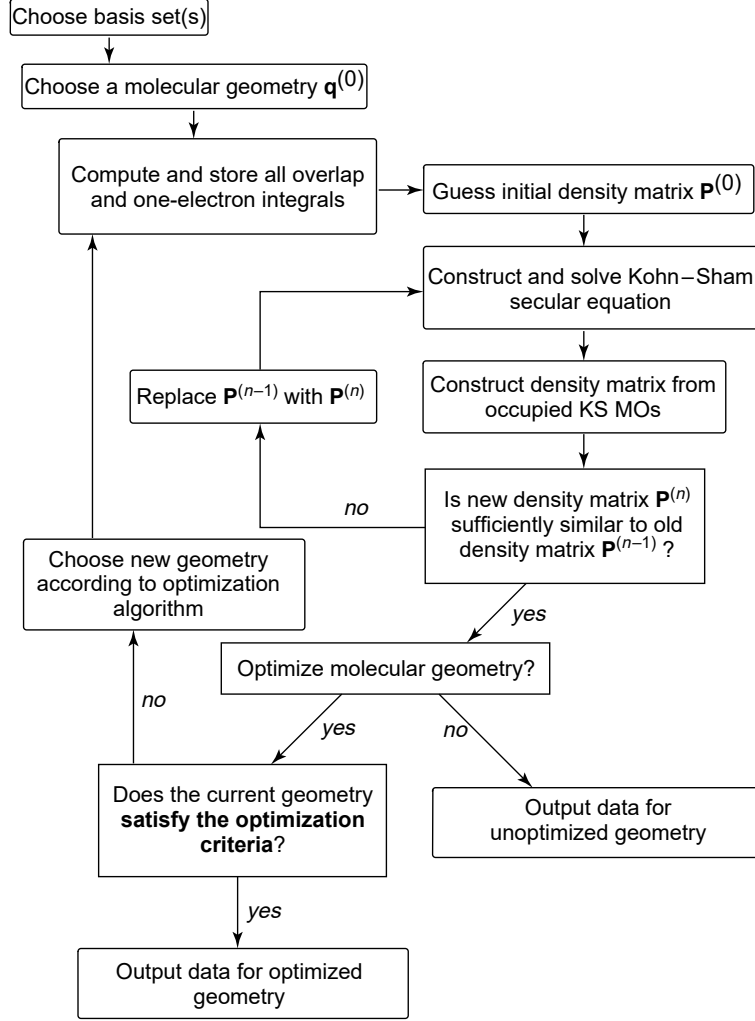 Choose basis set(s)
Choose a molecular geometry q(0)
Compute and store all overlap
and one-electron integrals
Guess initial density matrix P(0)
Construct and solve Kohn–Sham
secular equation
Replace P(n–1) with P(n)
Construct density matrix from
occupied KS MOs
no
Is new density matrix P(n)
sufficiently similar to old
density matrix P(n–1) ?
Choose new geometry
according to optimization
algorithm
yes
Optimize molecular geometry?
no
yes
no
Does the current geometry
satisfy the optimization
criteria?
Output data for
unoptimized geometry
yes
Output data for optimized
geometry